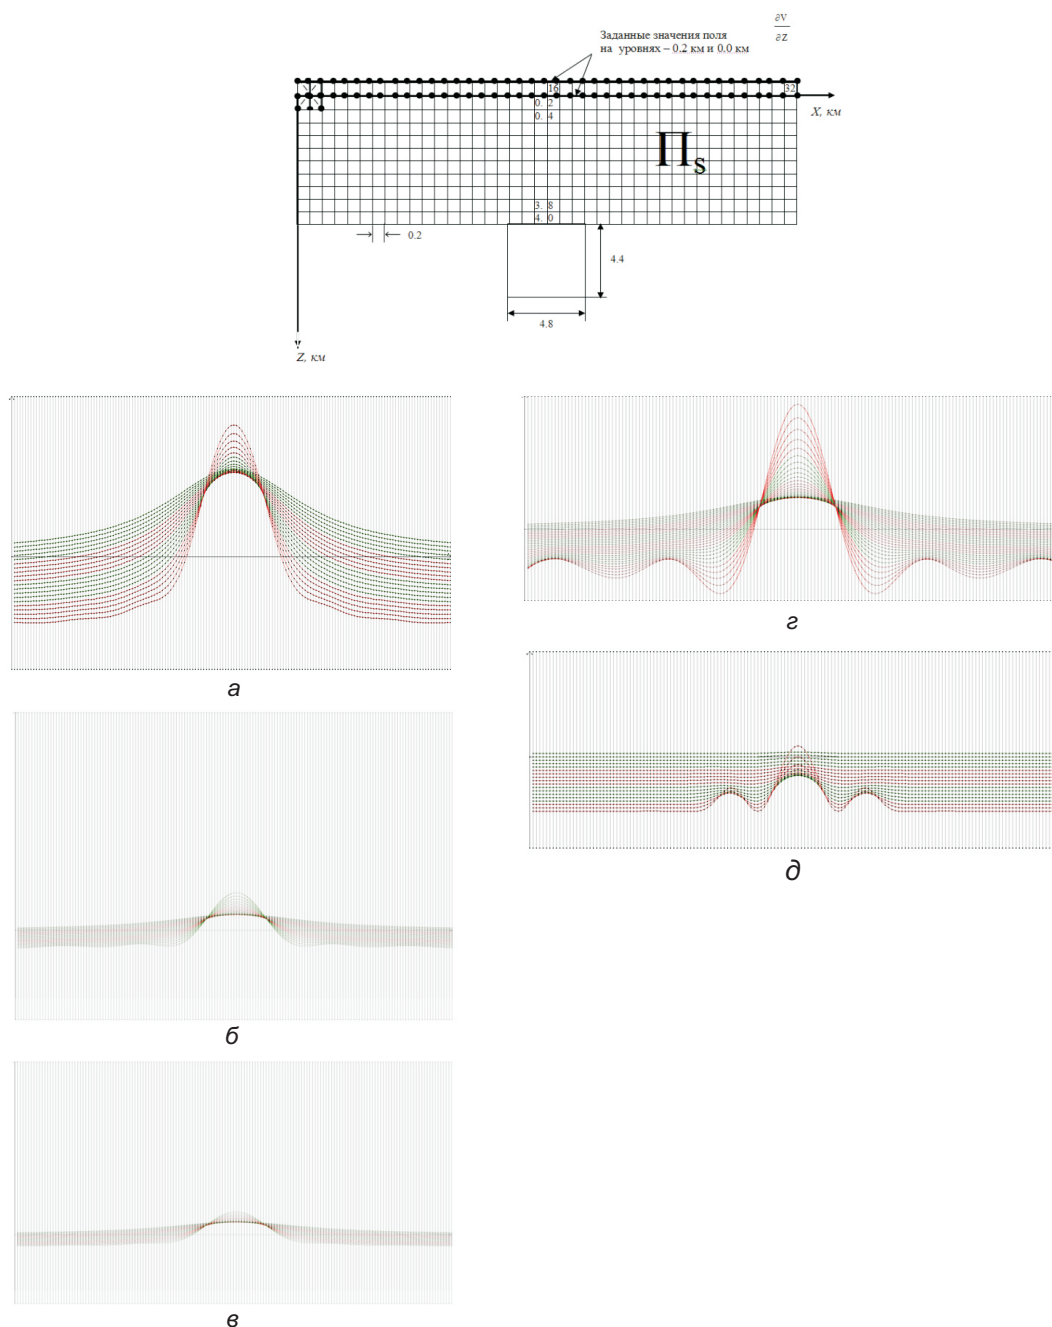 ∂v
∂z
Заданные значения поля
на уровнях – 0.2 км и 0.0 км
16
32
X, км
0. 2
0. 4
Π_s
3. 8
4. 0
0.2
4.4
4.8
Z, км
а
г
д
б
в